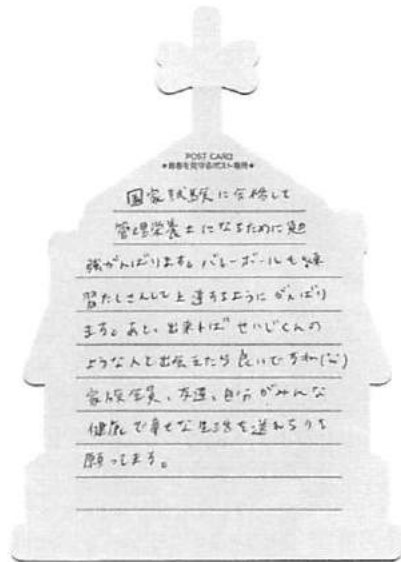 POST CARD
国家試験に合格して
管理栄養士になるために勉
強がんばります。バレーボールも練
習たくさんして上達するようにがんばり
ます。あと、出来ればせいじくんの
ような人と出会えたら良いですね(^^)
家族全員、友達、自分がみんな
健康で幸せな生活を送れるうを
願ってます。